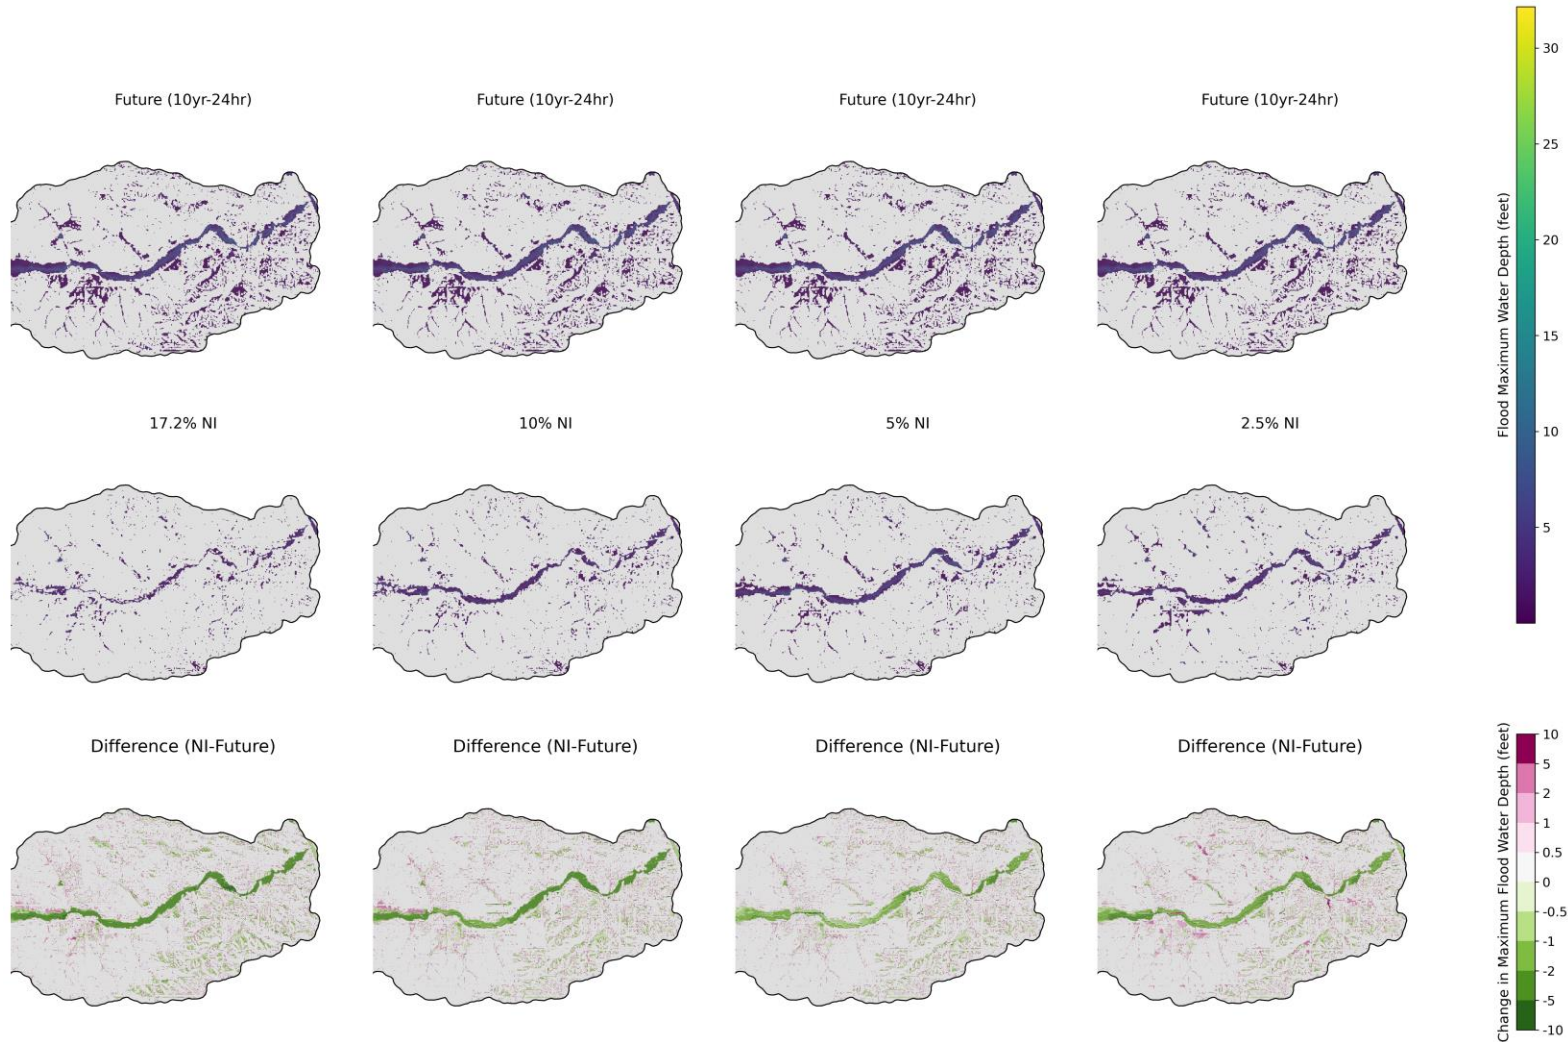 Future (10yr-24hr)
Future (10yr-24hr)
Future (10yr-24hr)
Future (10yr-24hr)
17.2% NI
10% NI
5% NI
2.5% NI
Difference (NI-Future)
Difference (NI-Future)
Difference (NI-Future)
Difference (NI-Future)
Flood Maximum Water Depth (feet)
30
25
20
15
10
5
Change in Maximum Flood Water Depth (feet)
10
5
2
1
0.5
0
-0.5
-1
-2
-5
-10